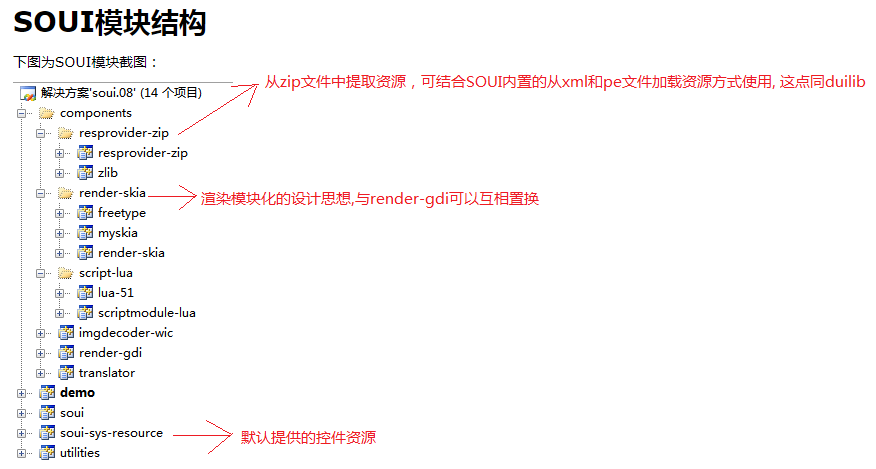 SOUI模块结构
下图为SOUI模块截图：
从zip文件中提取资源，可结合SOUI内置的从xml和pe文件加载资源方式使用, 这点同duilib
解决方案'soui.08' (14 个项目)
components
resprovider-zip
resprovider-zip
zlib
render-skia
渲染模块化的设计思想,与render-gdi可以互相置换
freetype
myskia
render-skia
script-lua
lua-51
scriptmodule-lua
imgdecoder-wic
render-gdi
translator
demo
soui
soui-sys-resource
默认提供的控件资源
utilities